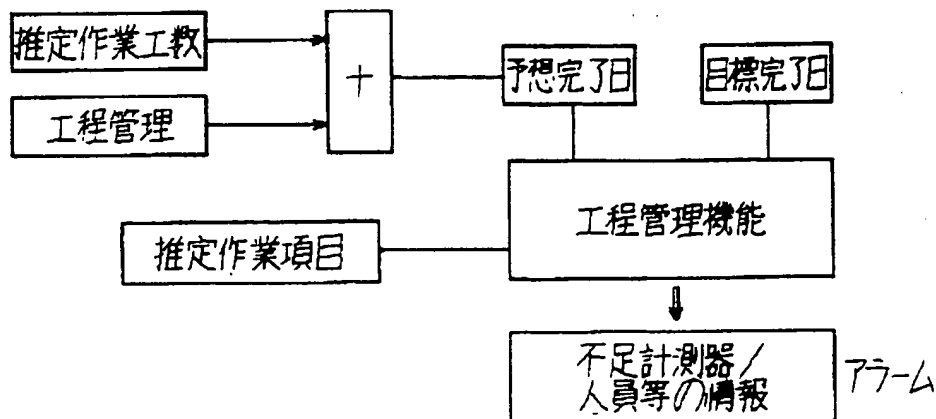 推定作業工数
工程管理
＋
予想完了日
目標完了日
工程管理機能
推定作業項目
不足計測器/
人員等の情報
アラーム